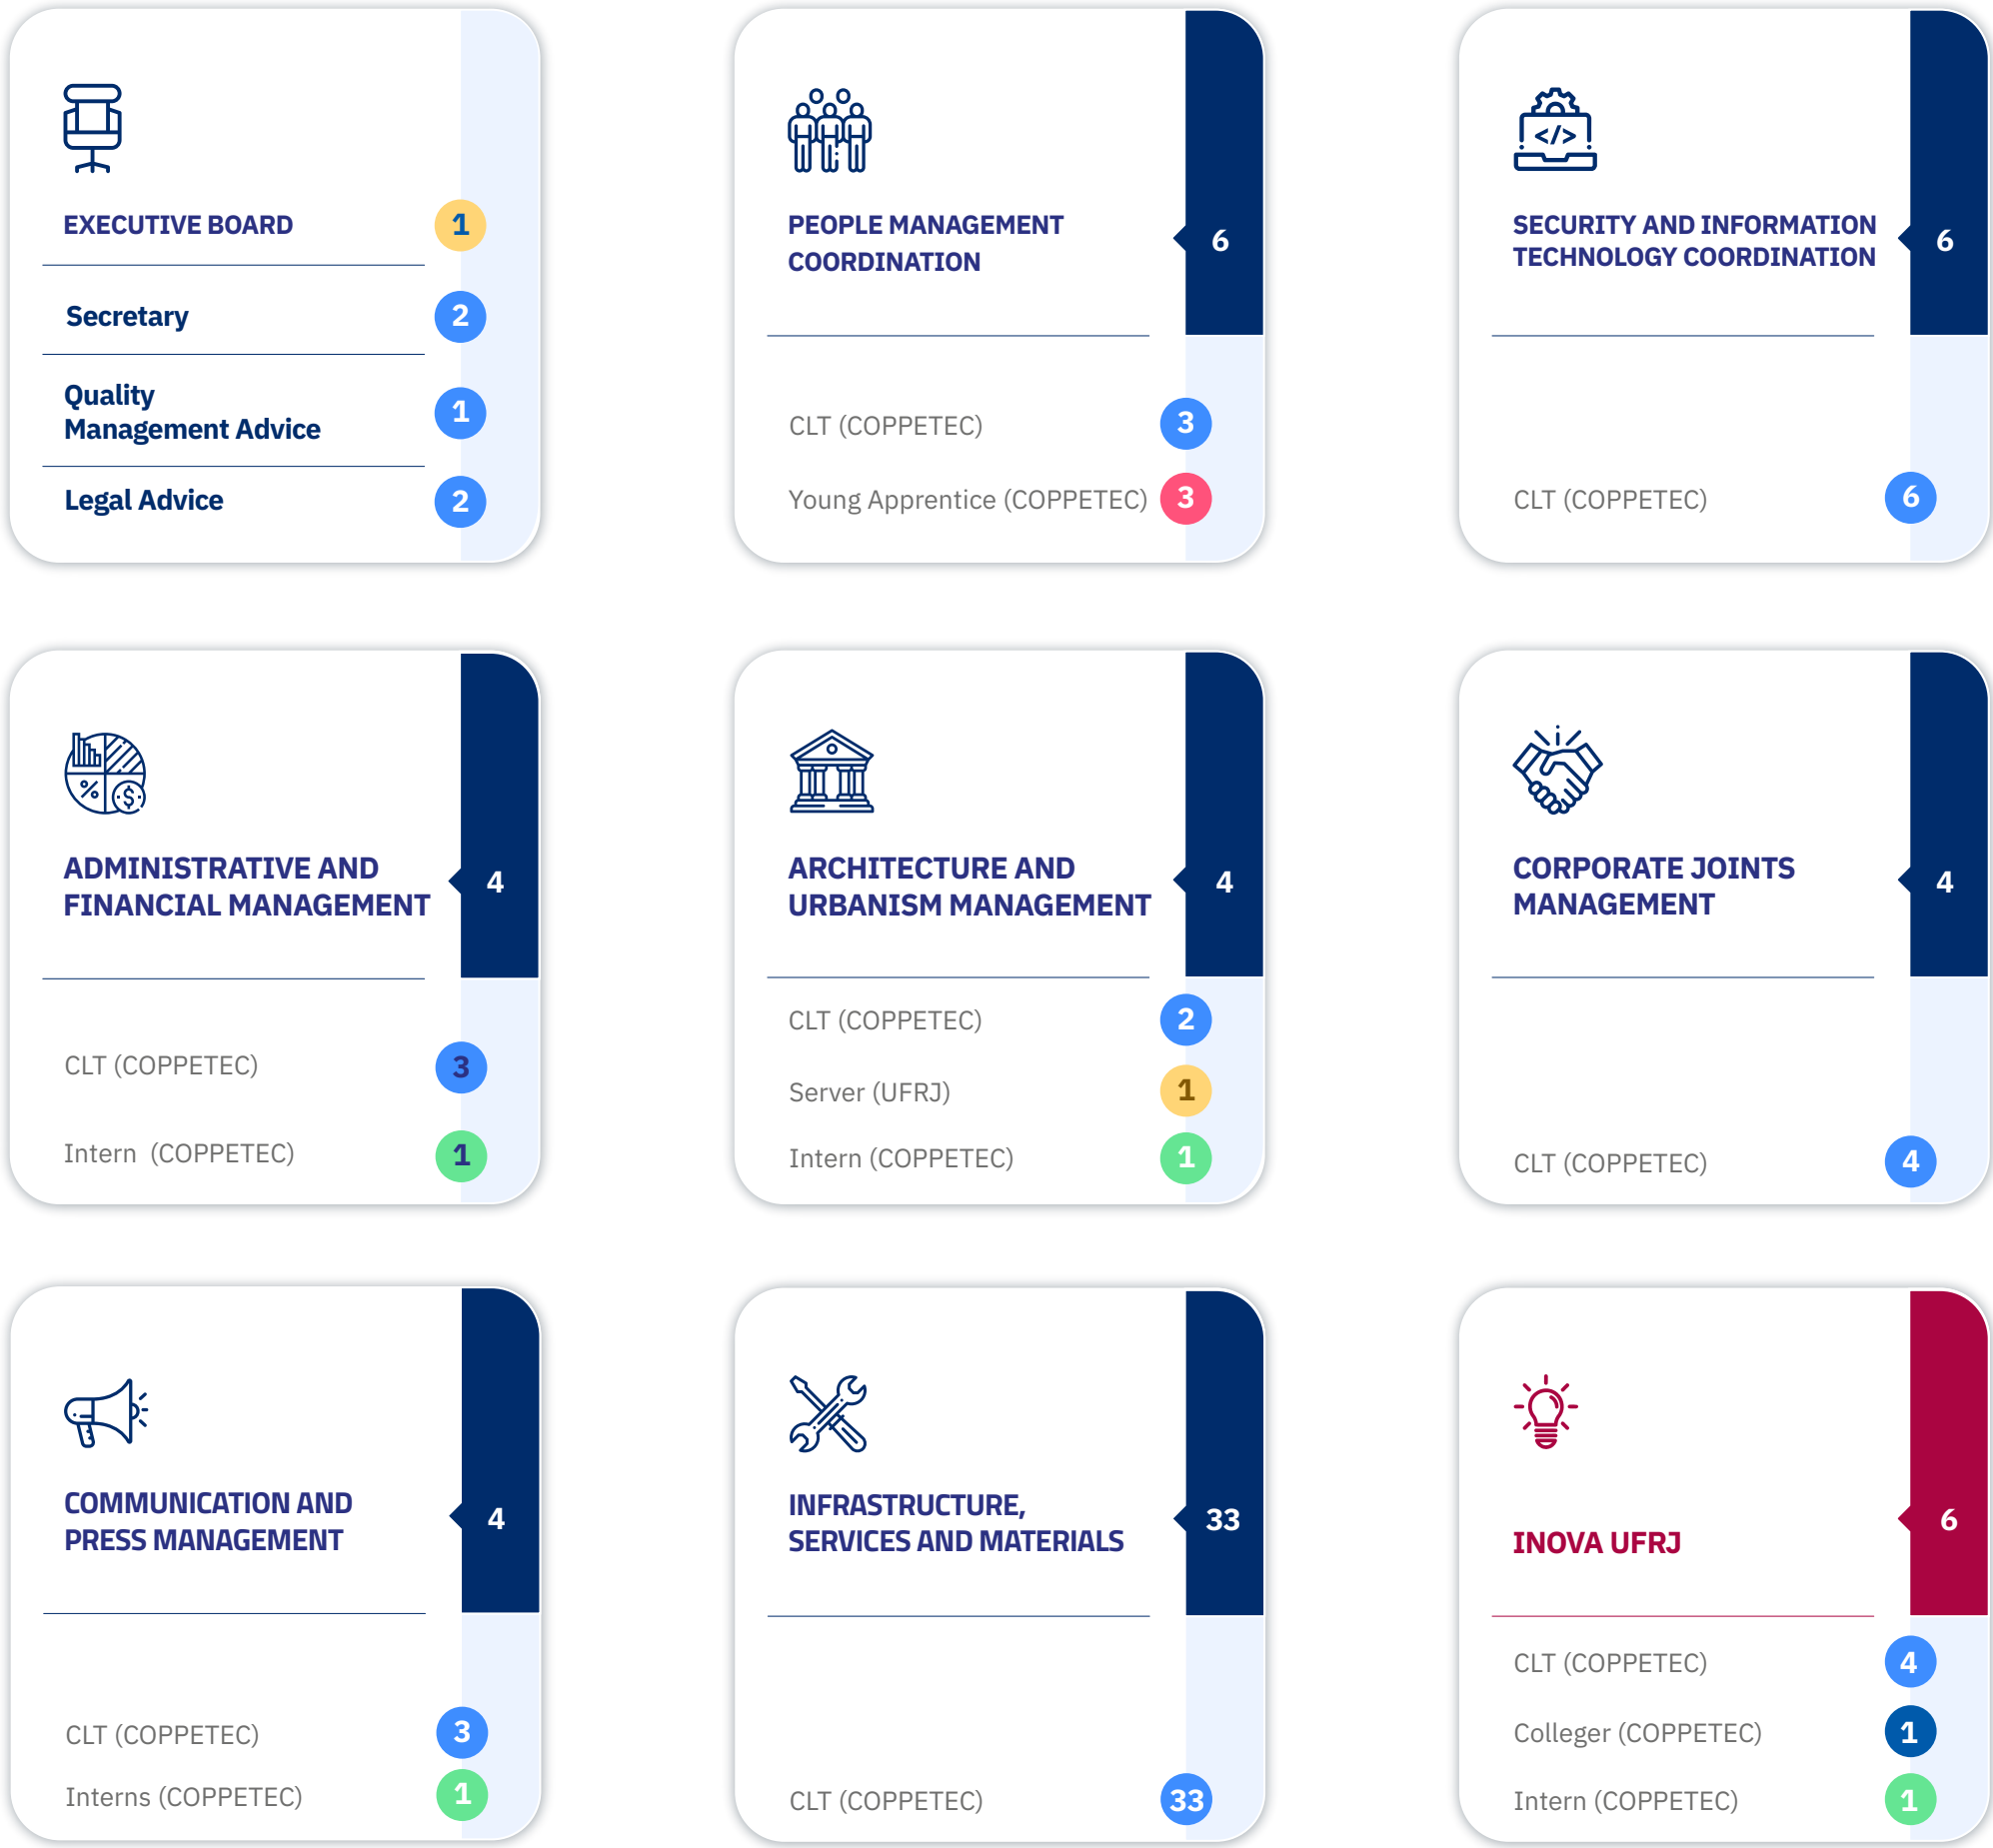 EXECUTIVE BOARD
1
Secretary
2
Quality
Management Advice
1
Legal Advice
2
PEOPLE MANAGEMENT
COORDINATION
6
CLT (COPPETEC)
3
Young Apprentice (COPPETEC)
3
</>
SECURITY AND INFORMATION
TECHNOLOGY COORDINATION
6
CLT (COPPETEC)
6
%
$
ADMINISTRATIVE AND
FINANCIAL MANAGEMENT
4
CLT (COPPETEC)
3
Intern (COPPETEC)
1
ARCHITECTURE AND
URBANISM MANAGEMENT
4
CLT (COPPETEC)
2
Server (UFRJ)
1
Intern (COPPETEC)
1
CORPORATE JOINTS
MANAGEMENT
4
CLT (COPPETEC)
4
COMMUNICATION AND
PRESS MANAGEMENT
4
CLT (COPPETEC)
3
Interns (COPPETEC)
1
INFRASTRUCTURE,
SERVICES AND MATERIALS
33
CLT (COPPETEC)
33
INOVA UFRJ
6
CLT (COPPETEC)
4
Colleger (COPPETEC)
1
Intern (COPPETEC)
1